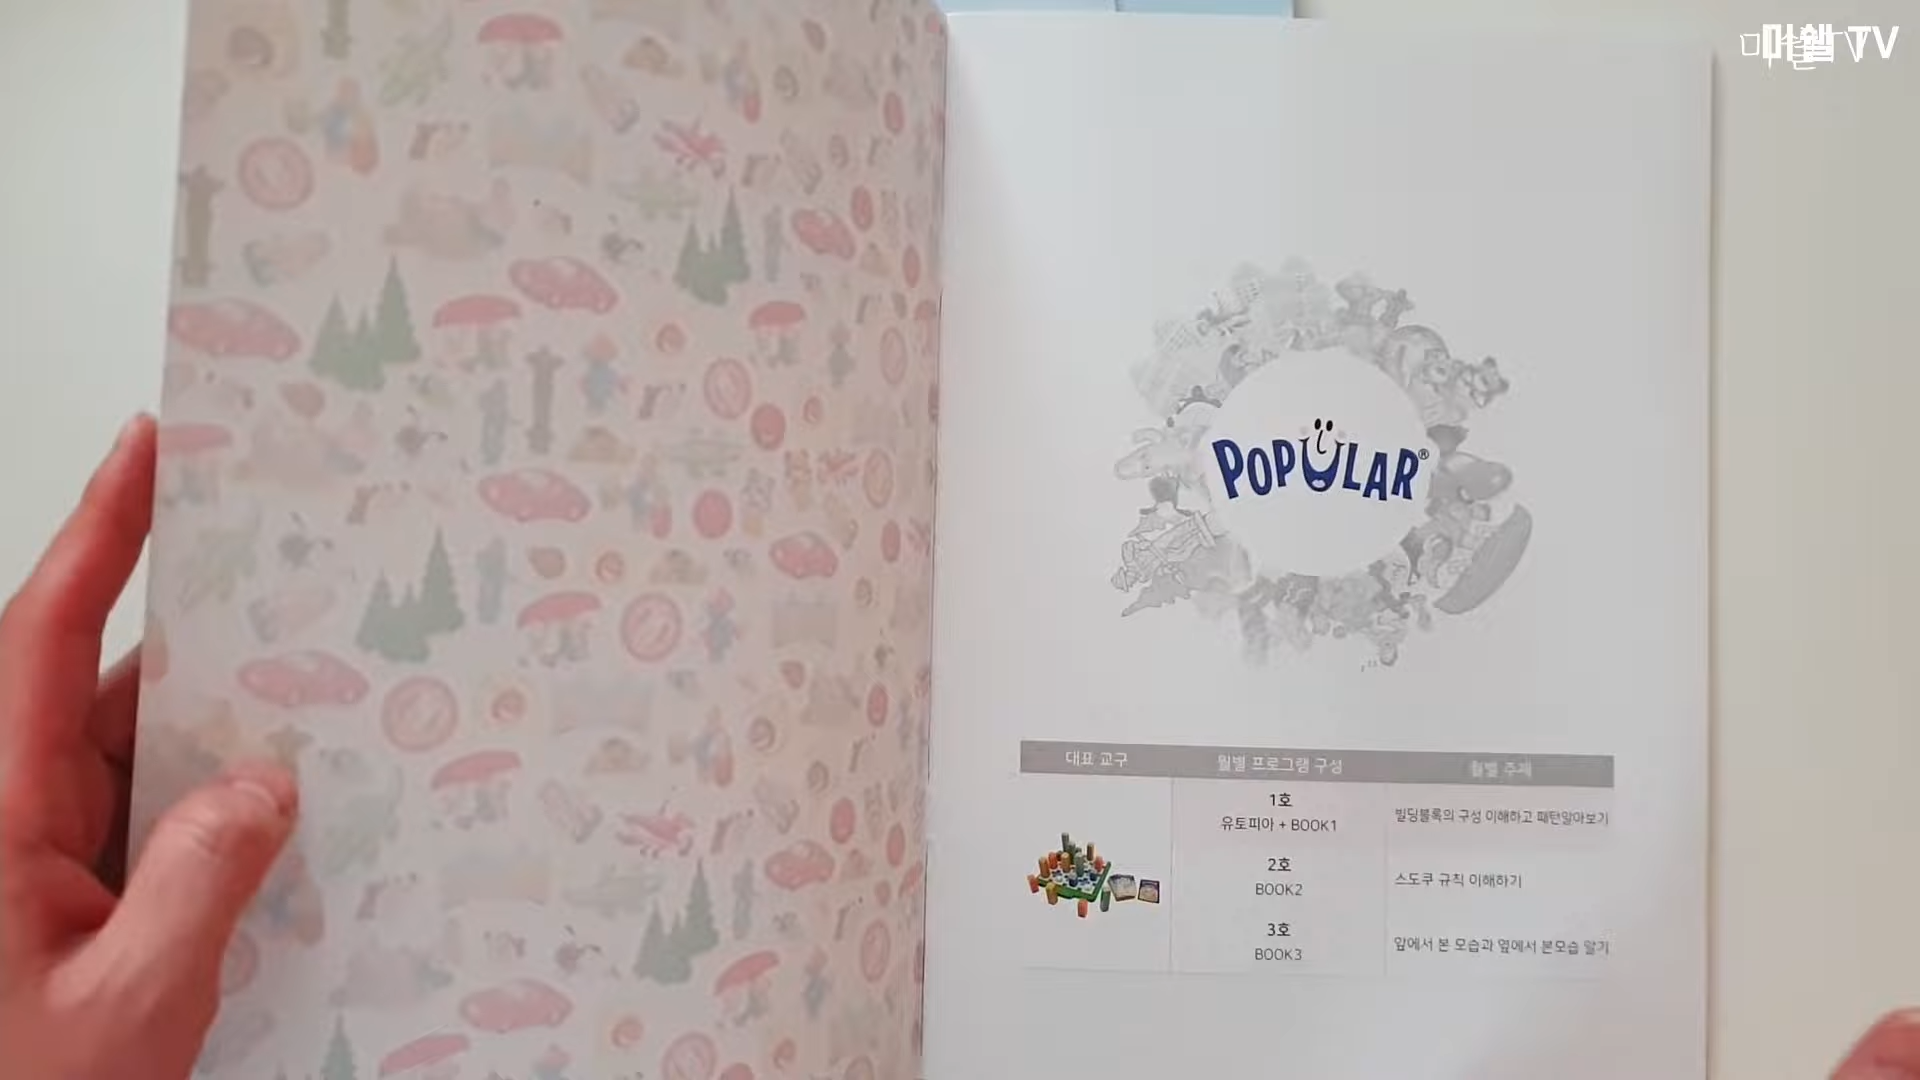 미쉘 TV
POPULAR®
대표 교구
월별 프로그램 구성
월별 주제
1호
유토피아 + BOOK1
빌딩블록의 구성 이해하고 패턴알아보기
2호
BOOK2
스도쿠 규칙 이해하기
3호
BOOK3
앞에서 본 모습과 옆에서 본모습 알기